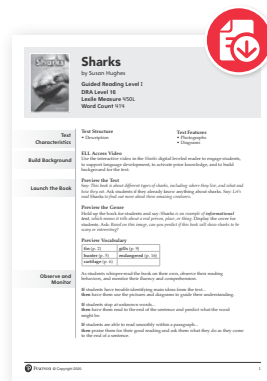 Sharks
Sharks
by Susan Hughes
Guided Reading Level I
DRA Level 16
Lexile Measure 450L
Word Count 414
Text
Characteristics
Text Structure
• Description
Text Features
• Photographs
• Diagrams
Build Background
ELL Access Video
Use the interactive video in the Sharks digital leveled reader to engage students,
to support language development, to activate prior knowledge, and to build
background for the text.
Launch the Book
Preview the Text
Say: This book is about different types of sharks, including where they live, and what and
how they eat. Ask students if they already know anything about sharks. Say: Let's
read Sharks to find out more about these amazing creatures.
Preview the Genre
Hold up the book for students and say: Sharks is an example of informational
text, which means it tells about a real person, place, or thing. Display the cover for
students. Ask: Based on this image, can you predict if this book will show sharks to be
scary or interesting?
Preview Vocabulary
fin (p. 2)
gills (p. 5)
hunter (p. 5)
endangered (p. 16)
cartilage (p. 6)
Observe and
Monitor
As students whisper-read the book on their own, observe their reading
behaviors, and monitor their fluency and comprehension.
If students have trouble identifying main ideas from the text...
then have them use the pictures and diagrams to guide their understanding.
If students stop at unknown words...
then have them read to the end of the sentence and predict what the word
might be.
If students are able to read smoothly within a paragraph...
then praise them for their good reading and ask them why they do as they come
to the end of a sentence.
Pearson © Copyright 2020
1